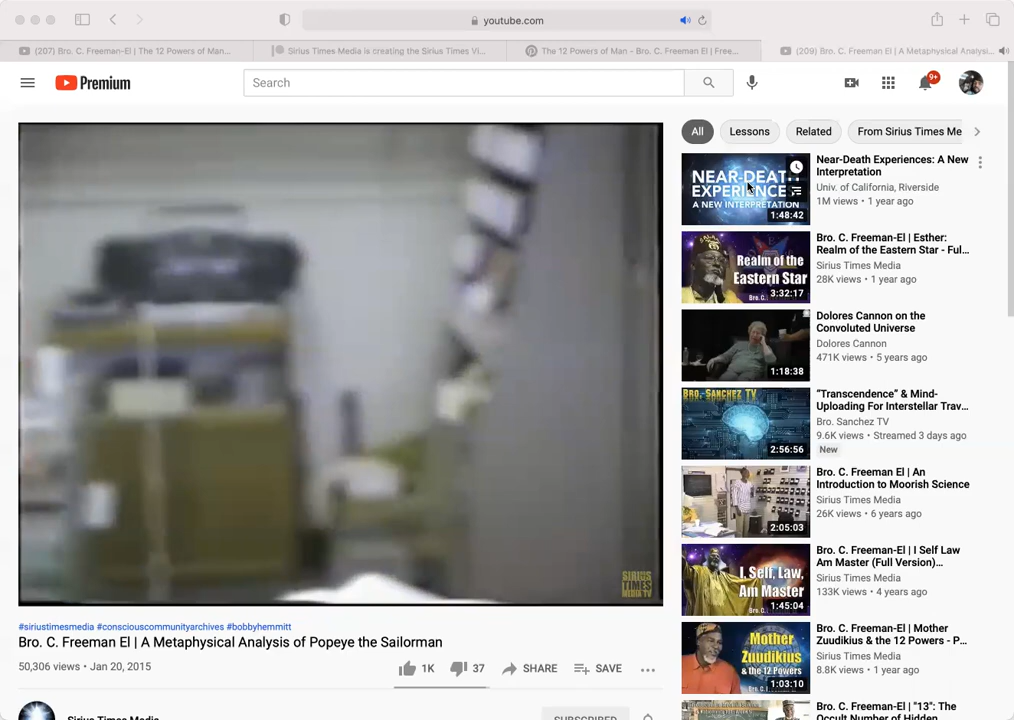 youtube.com
(207) Bro. C. Freeman-El | The 12 Powers of Man...
Sirius Times Media is creating the Sirius Times Vi...
The 12 Powers of Man - Bro. C. Freeman El | Free...
(209) Bro. C. Freeman El | A Metaphysical Analysi...
Premium
Search
9+
All
Lessons
Related
From Sirius Times Me
NEAR-DEATH
EXPERIENCE
A NEW INTERPRETATION
1:48:42
Near-Death Experiences: A New
Interpretation
Univ. of California, Riverside
1M views • 1 year ago
Realm of the
Eastern Star
Bro. C.
3:32:17
Bro. C. Freeman-El | Esther:
Realm of the Eastern Star - Ful...
Sirius Times Media
28K views • 1 year ago
1:18:38
Dolores Cannon on the
Convoluted Universe
Dolores Cannon
471K views • 5 years ago
BRO. SANCHEZ TV
2:56:56
“Transcendence” & Mind-
Uploading For Interstellar Trav...
Bro. Sanchez TV
9.6K views • Streamed 3 days ago
New
2:05:03
Bro. C. Freeman El | An
Introduction to Moorish Science
Sirius Times Media
26K views • 6 years ago
I, Self, Law,
Am Master
1:45:04
Bro. C. Freeman-El | I Self Law
Am Master (Full Version)...
Sirius Times Media
133K views • 4 years ago
Mother
Zuudikius
& the 12 Powers
1:03:10
Bro. C. Freeman-El | Mother
Zuudikius & the 12 Powers - P...
Sirius Times Media
8.8K views • 1 year ago
Bro. C. Freeman-El | "13": The
Occult Number of Hidden
SIRIUS
TIMES
MEDIA TV
#siriustimesmedia #consciouscommunityarchives #bobbyhemmitt
Bro. C. Freeman El | A Metaphysical Analysis of Popeye the Sailorman
50,306 views • Jan 20, 2015
1K
37
SHARE
SAVE
Sirius Times Media
SUBSCRIBED